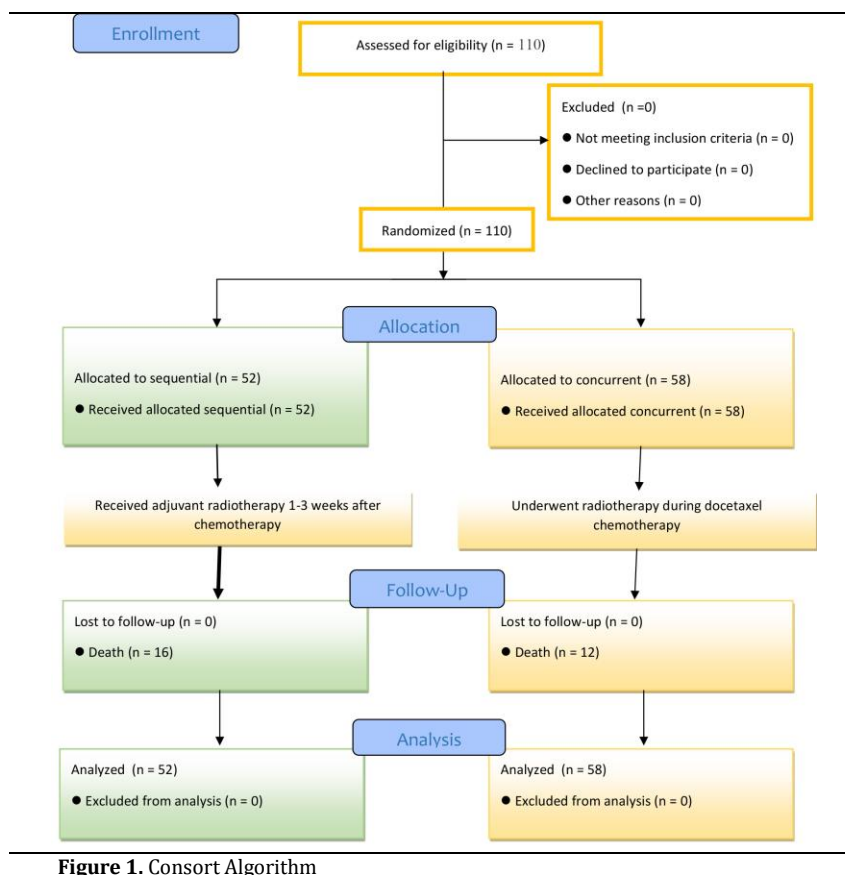 Enrollment
Assessed for eligibility (n = 110)
Excluded (n =0)
● Not meeting inclusion criteria (n = 0)
● Declined to participate (n = 0)
● Other reasons (n = 0)
Randomized (n = 110)
Allocation
Allocated to sequential (n = 52)
● Received allocated sequential (n = 52)
Allocated to concurrent (n = 58)
● Received allocated concurrent (n = 58)
Received adjuvant radiotherapy 1-3 weeks after
chemotherapy
Underwent radiotherapy during docetaxel
chemotherapy
Follow-Up
Lost to follow-up (n = 0)
● Death (n = 16)
Lost to follow-up (n = 0)
● Death (n = 12)
Analysis
Analyzed (n = 52)
● Excluded from analysis (n = 0)
Analyzed (n = 58)
● Excluded from analysis (n = 0)
Figure 1. Consort Algorithm